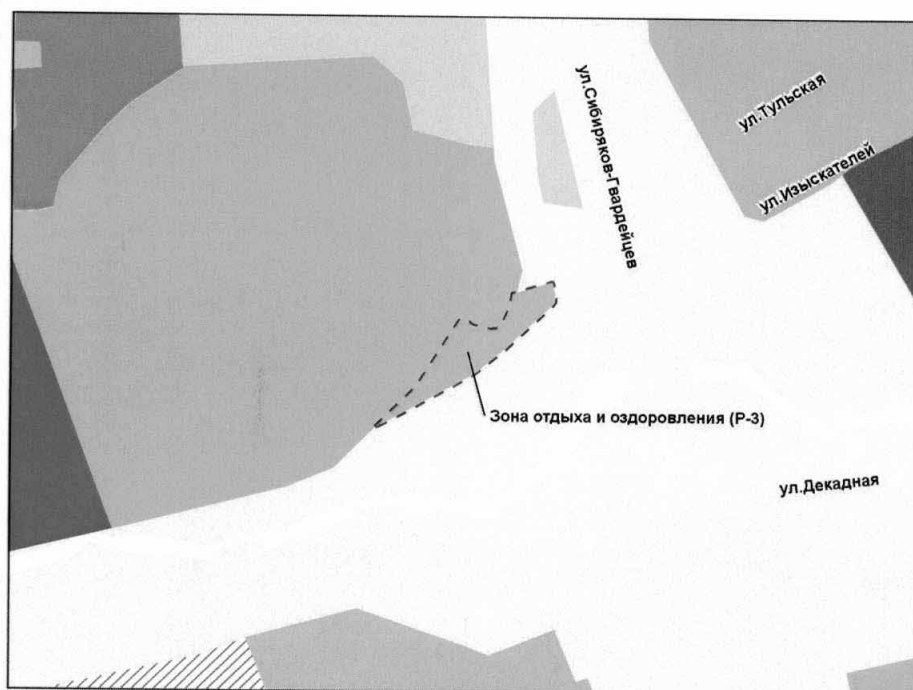 ул.Сибиряков-Гвардейцев
ул.Тульская
ул.Изыскателей
Зона отдыха и оздоровления (Р-3)
ул.Декадная